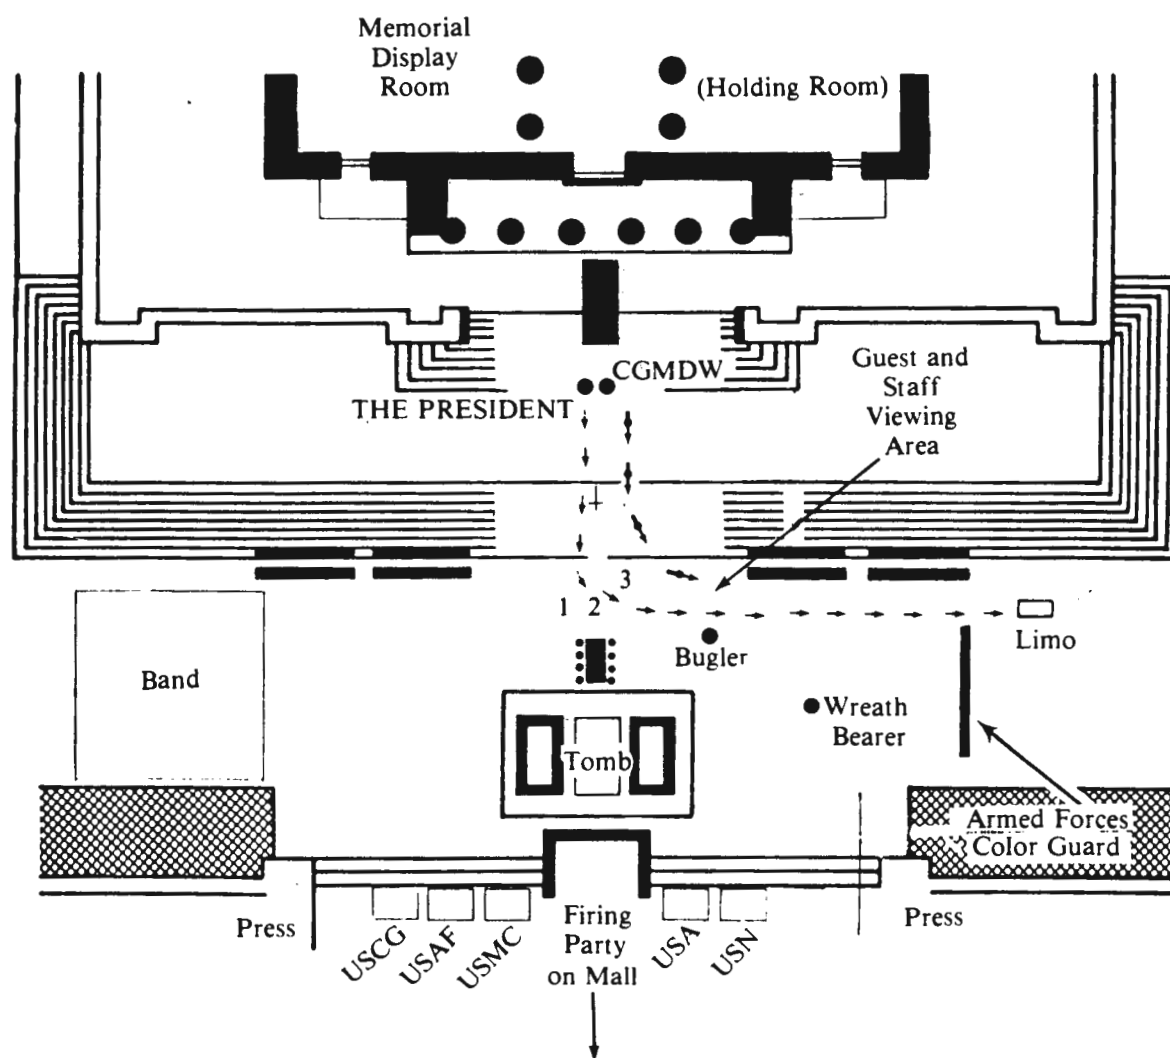 Memorial
Display
Room
(Holding Room)
CGMDW
THE PRESIDENT
Guest and
Staff
Viewing
Area
3
1
2
Limo
Bugler
Band
Wreath
Bearer
Tomb
Armed Forces
Color Guard
Press
USCG
USAF
USMC
Firing
Party
on Mall
USA
USN
Press